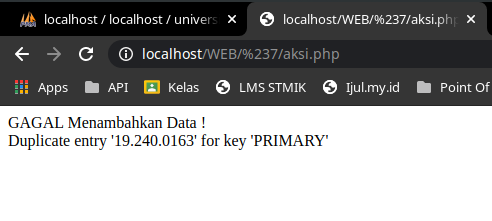 localhost / localhost / univers
localhost/WEB/%237/aksi.php
localhost/WEB/%237/aksi.php
Apps API Kelas LMS STMIK Ijul.my.id Point Of
GAGAL Menambahkan Data !
Duplicate entry '19.240.0163' for key 'PRIMARY'